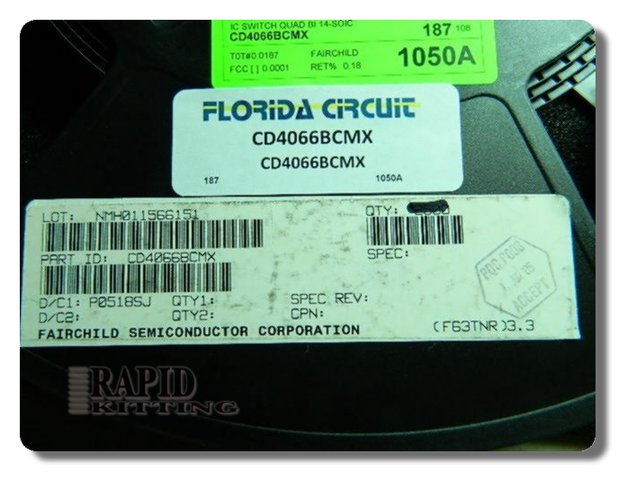 IC SWITCH QUAD BI 14-SOIC
CD4066BCMX
187 108
TOT#0.0187 FAIRCHILD
FCC [ ] 0.0001 RET% 0.18
1050A
FLORIDA CIRCUIT
CD4066BCMX
CD4066BCMX
187 1050A
LOT: NMH011566151
QTY:
PART ID: CD4066BCMX
SPEC:
D/C1: P0518SJ QTY1: SPEC REV:
D/C2: QTY2: CPN:
FAIRCHILD SEMICONDUCTOR CORPORATION
(F63TNR)3.3
ACCEPT
RAPID
KITTING